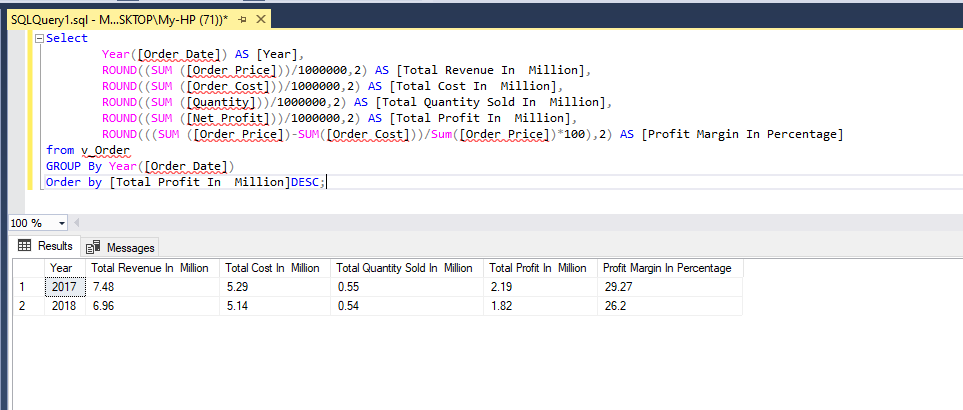 SQLQuery1.sql - M...SKTOP\My-HP (71))*
Select
Year([Order Date]) AS [Year],
ROUND((SUM ([Order Price]))/1000000,2) AS [Total Revenue In  Million],
ROUND((SUM ([Order Cost]))/1000000,2) AS [Total Cost In  Million],
ROUND((SUM ([Quantity]))/1000000,2) AS [Total Quantity Sold In  Million],
ROUND((SUM ([Net Profit]))/1000000,2) AS [Total Profit In  Million],
ROUND(((SUM ([Order Price])-SUM([Order Cost]))/Sum([Order Price])*100),2) AS [Profit Margin In Percentage]
from v_Order
GROUP By Year([Order Date])
Order by [Total Profit In  Million]DESC;
100 %
Results Messages
Year Total Revenue In  Million Total Cost In  Million Total Quantity Sold In  Million Total Profit In  Million Profit Margin In Percentage
1 2017 7.48 5.29 0.55 2.19 29.27
2 2018 6.96 5.14 0.54 1.82 26.2